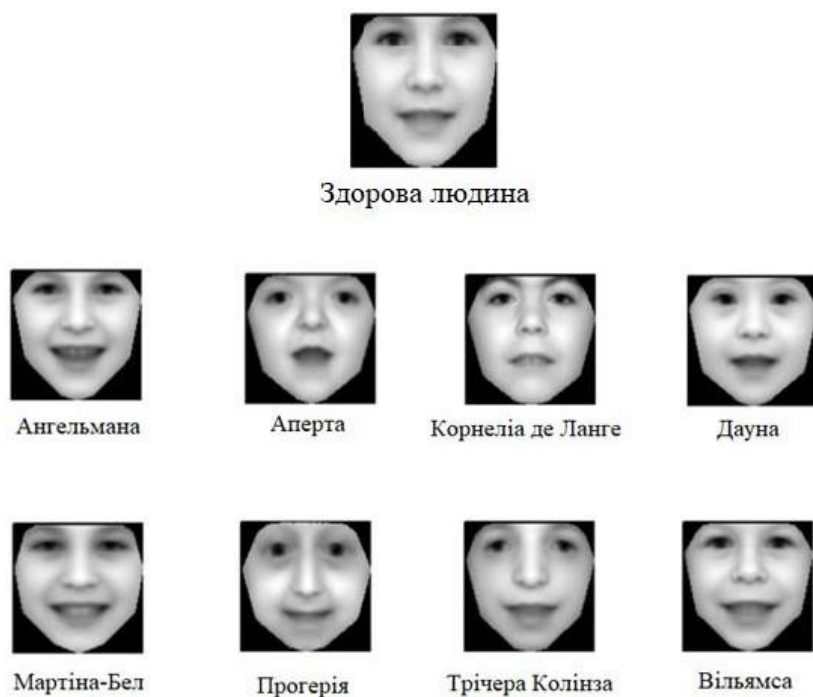 Здорова людина
Ангельмана
Аперта
Корнеліа де Ланге
Дауна
Мартіна-Бел
Прогерія
Трічера Колінза
Вільямса